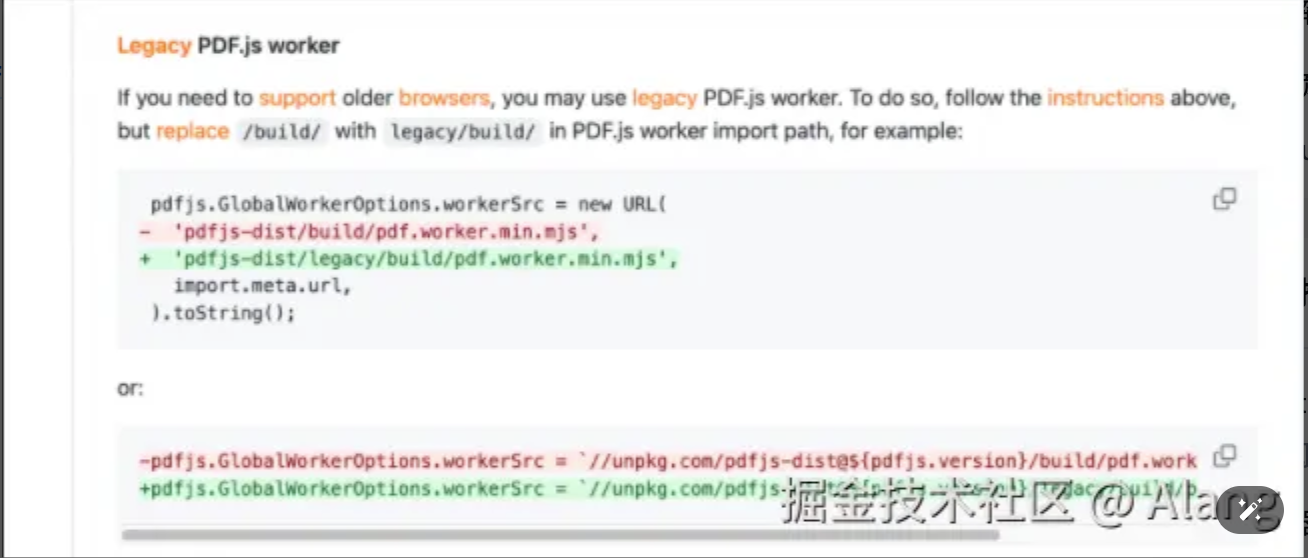 Legacy PDF.js worker
If you need to support older browsers, you may use legacy PDF.js worker. To do so, follow the instructions above,
but replace /build/ with legacy/build/ in PDF.js worker import path, for example:
pdfjs.GlobalWorkerOptions.workerSrc = new URL(
-  'pdfjs-dist/build/pdf.worker.min.mjs',
+  'pdfjs-dist/legacy/build/pdf.worker.min.mjs',
import.meta.url,
).toString();
or:
-pdfjs.GlobalWorkerOptions.workerSrc = `//unpkg.com/pdfjs-dist@${pdfjs.version}/build/pdf.work
+pdfjs.GlobalWorkerOptions.workerSrc = `//unpkg.com/pdfjs-
掘金技术社区 @ Alang